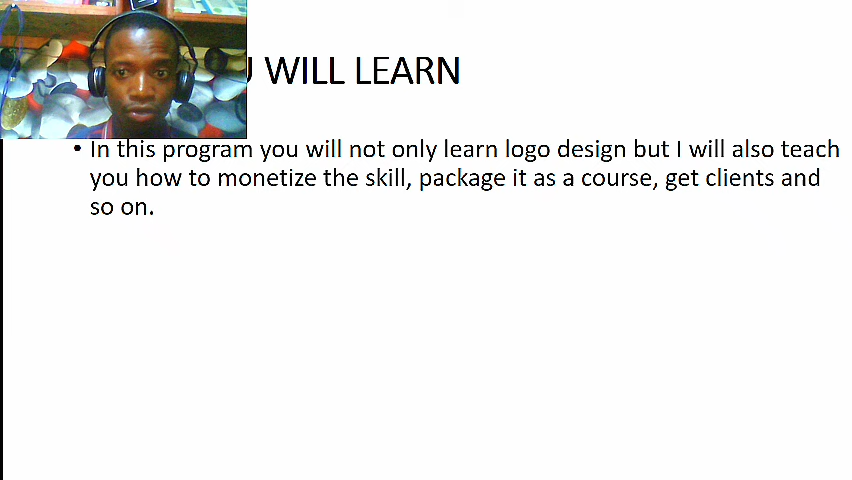 WILL LEARN
• In this program you will not only learn logo design but I will also teach
you how to monetize the skill, package it as a course, get clients and
so on.